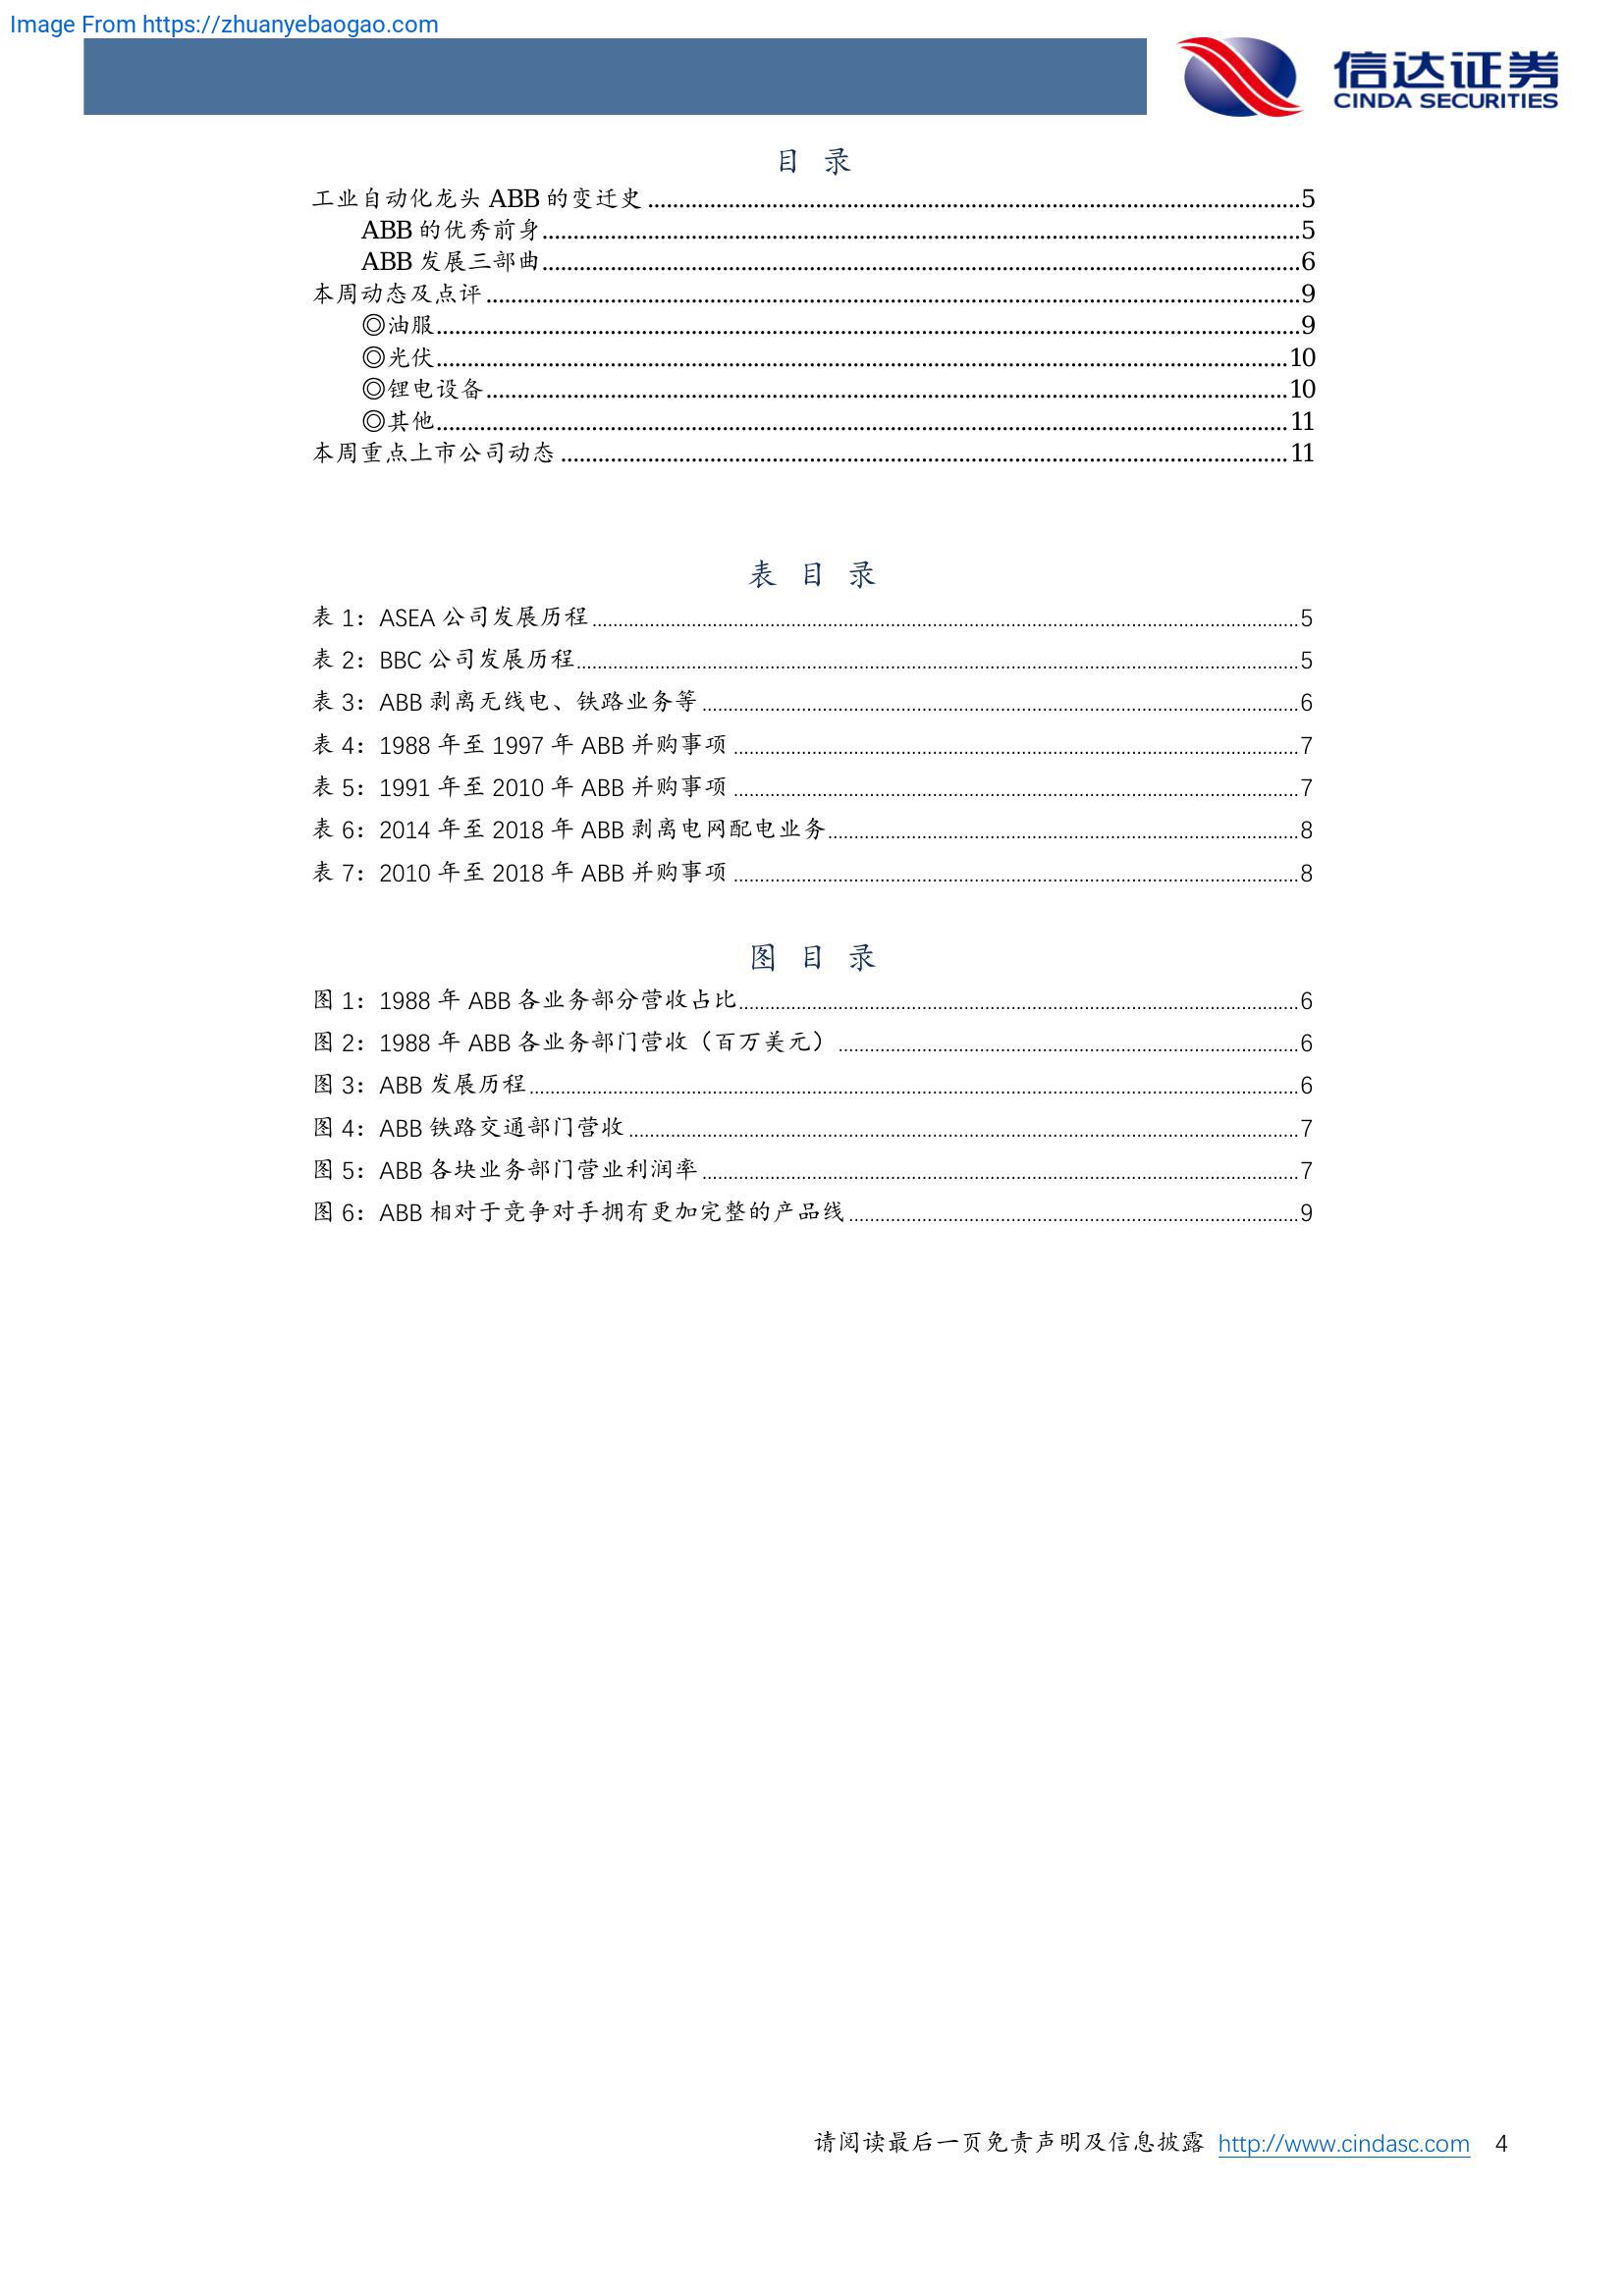 Image From https://zhuanyebaogao.com
信达证券
CINDA SECURITIES
目 录
工业自动化龙头 ABB 的变迁史 ........................................ 5
ABB 的优秀前身 ........................................ 5
ABB 发展三部曲 ........................................ 6
本周动态及点评 ........................................ 9
◎油服 ........................................ 9
◎光伏 ........................................ 10
◎锂电设备 ........................................ 10
◎其他 ........................................ 11
本周重点上市公司动态 ........................................ 11
表 目 录
表 1：ASEA 公司发展历程 ........................................ 5
表 2：BBC 公司发展历程 ........................................ 5
表 3：ABB 剥离无线电、铁路业务等 ........................................ 6
表 4：1988 年至 1997 年 ABB 并购事项 ........................................ 7
表 5：1991 年至 2010 年 ABB 并购事项 ........................................ 7
表 6：2014 年至 2018 年 ABB 剥离电网配电业务 ........................................ 8
表 7：2010 年至 2018 年 ABB 并购事项 ........................................ 8
图 目 录
图 1：1988 年 ABB 各业务部分营收占比 ........................................ 6
图 2：1988 年 ABB 各业务部门营收（百万美元） ........................................ 6
图 3：ABB 发展历程 ........................................ 6
图 4：ABB 铁路交通部门营收 ........................................ 7
图 5：ABB 各块业务部门营业利润率 ........................................ 7
图 6：ABB 相对于竞争对手拥有更加完整的产品线 ........................................ 9
请阅读最后一页免责声明及信息披露 http://www.cindasc.com 4